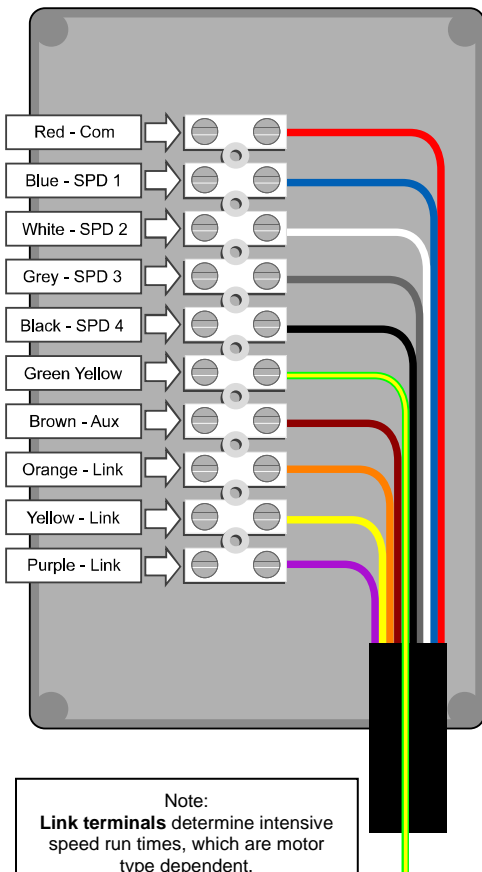 Red - Com
Blue - SPD 1
White - SPD 2
Grey - SPD 3
Black - SPD 4
Green Yellow
Brown - Aux
Orange - Link
Yellow - Link
Purple - Link
Note:
Link terminals determine intensive
speed run times, which are motor
type dependent.